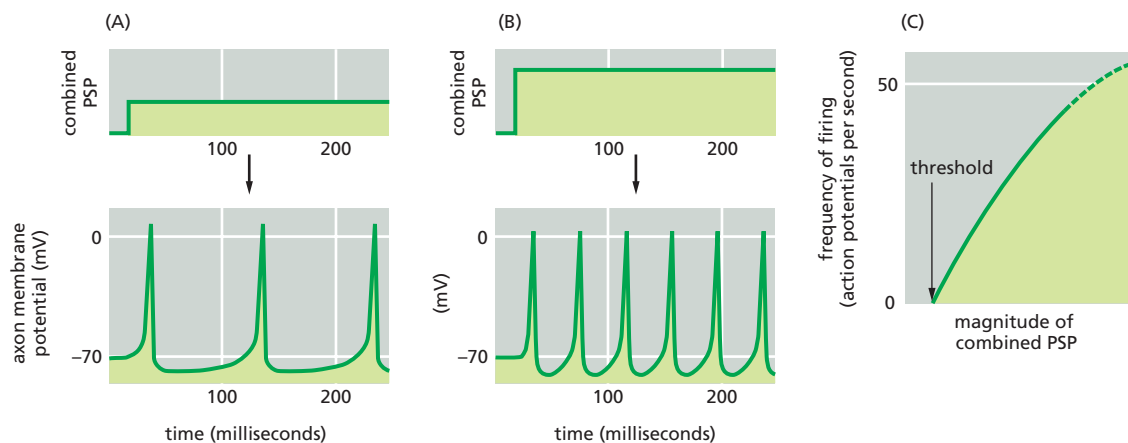 (A)
combined
PSP
100
200
axon membrane
potential (mV)
0
–70
100
200
time (milliseconds)
(B)
combined
PSP
100
200
(mV)
0
–70
100
200
time (milliseconds)
(C)
frequency of firing
(action potentials per second)
50
threshold
0
magnitude of
combined PSP